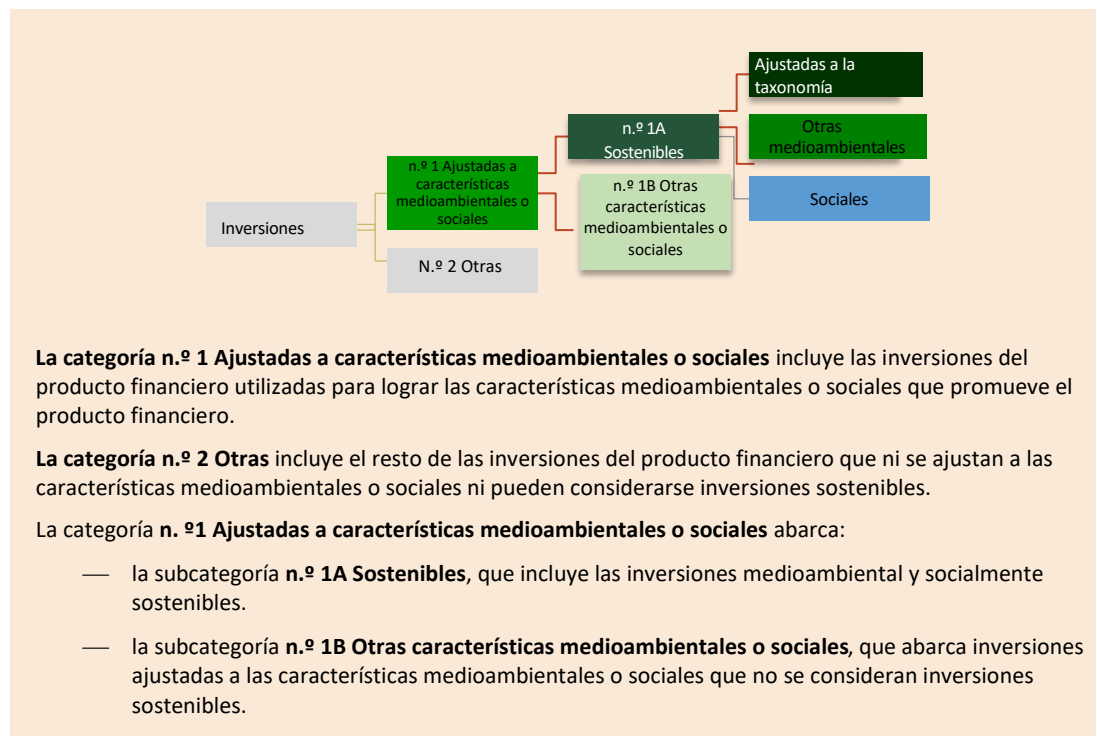 Ajustadas a la
taxonomía
n.º 1A
Sostenibles
Otras
medioambientales
n.º 1 Ajustadas a
características
medioambientales o
sociales
n.º 1B Otras
características
medioambientales o
sociales
Sociales
Inversiones
N.º 2 Otras
La categoría n.º 1 Ajustadas a características medioambientales o sociales incluye las inversiones del
producto financiero utilizadas para lograr las características medioambientales o sociales que promueve el
producto financiero.
La categoría n.º 2 Otras incluye el resto de las inversiones del producto financiero que ni se ajustan a las
características medioambientales o sociales ni pueden considerarse inversiones sostenibles.
La categoría n. º1 Ajustadas a características medioambientales o sociales abarca:
— la subcategoría n.º 1A Sostenibles, que incluye las inversiones medioambiental y socialmente
sostenibles.
— la subcategoría n.º 1B Otras características medioambientales o sociales, que abarca inversiones
ajustadas a las características medioambientales o sociales que no se consideran inversiones
sostenibles.